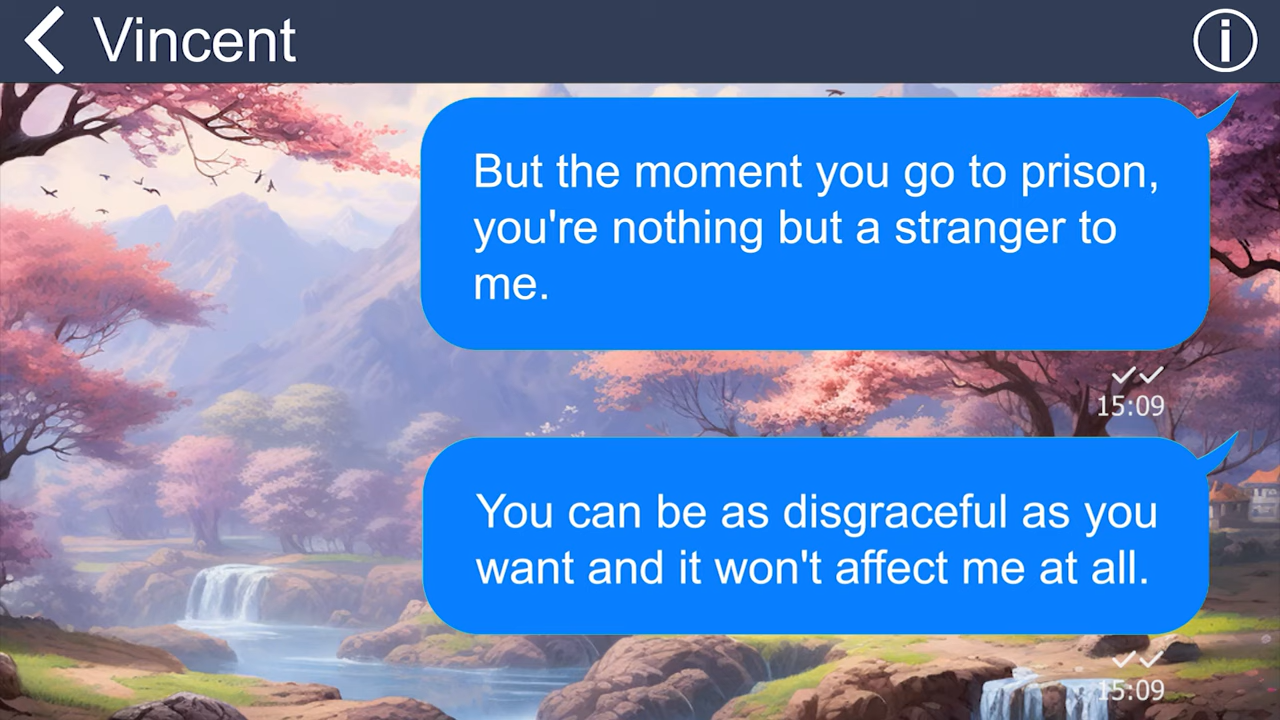 Vincent
But the moment you go to prison,
you're nothing but a stranger to
me.
15:09
You can be as disgraceful as you
want and it won't affect me at all.
15:09